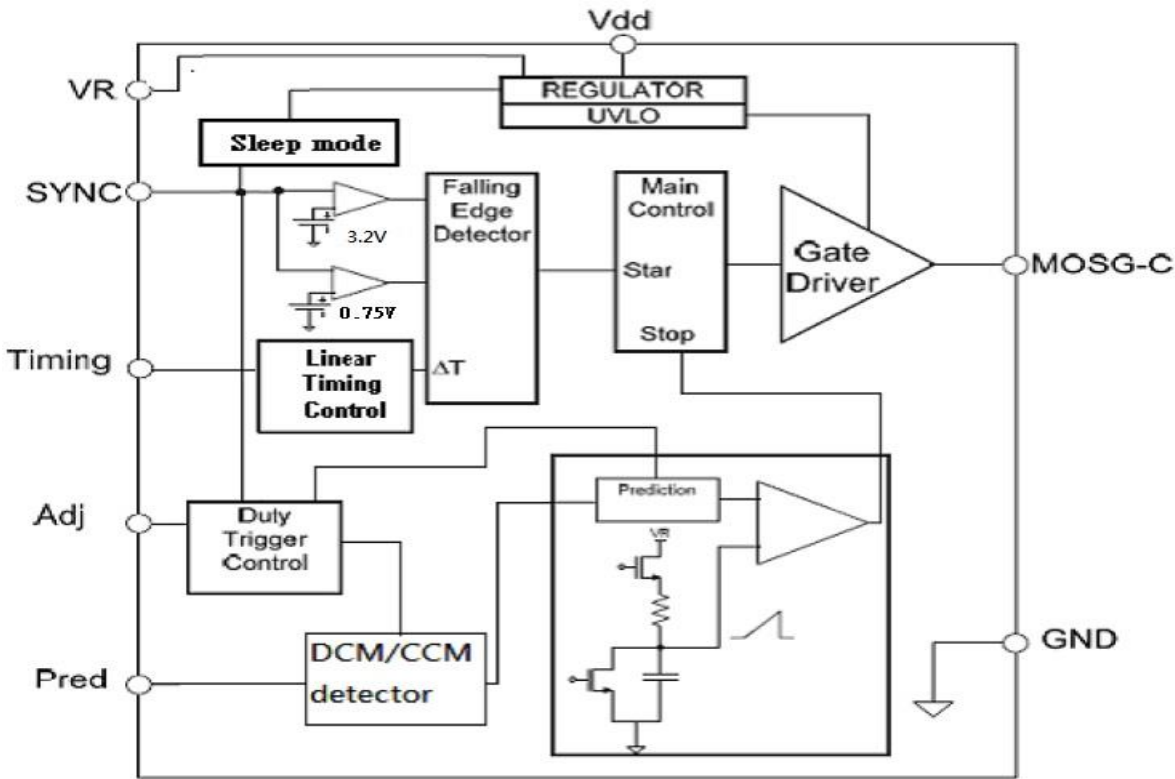 Vdd
VR
REGULATOR
UVLO
Sleep mode
SYNC
Falling
Edge
Detector
Main
Control
3.2V
Star
Gate
Driver
MOSG-C
0.75V
Stop
Timing
Linear
Timing
Control
ΔT
Adj
Duty
Trigger
Control
Prediction
VR
DCM/CCM
detector
GND
Pred